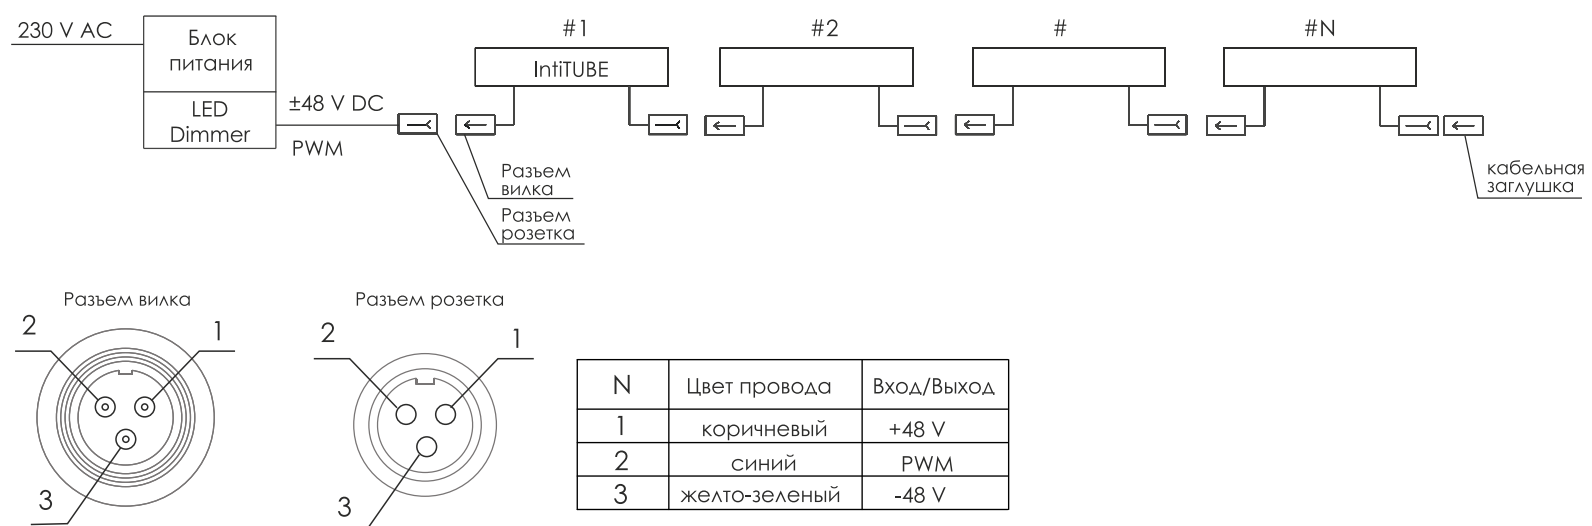 230 V AC
Блок
питания
LED
Dimmer
±48 V DC
PWM
#1
IntiTUBE
#2
#
#N
Разъем
вилка
Разъем
розетка
кабельная
заглушка
Разъем вилка
2
1
3
Разъем розетка
2
1
3
N Цвет провода Вход/Выход
1 коричневый +48 V
2 синий PWM
3 желто-зеленый -48 V